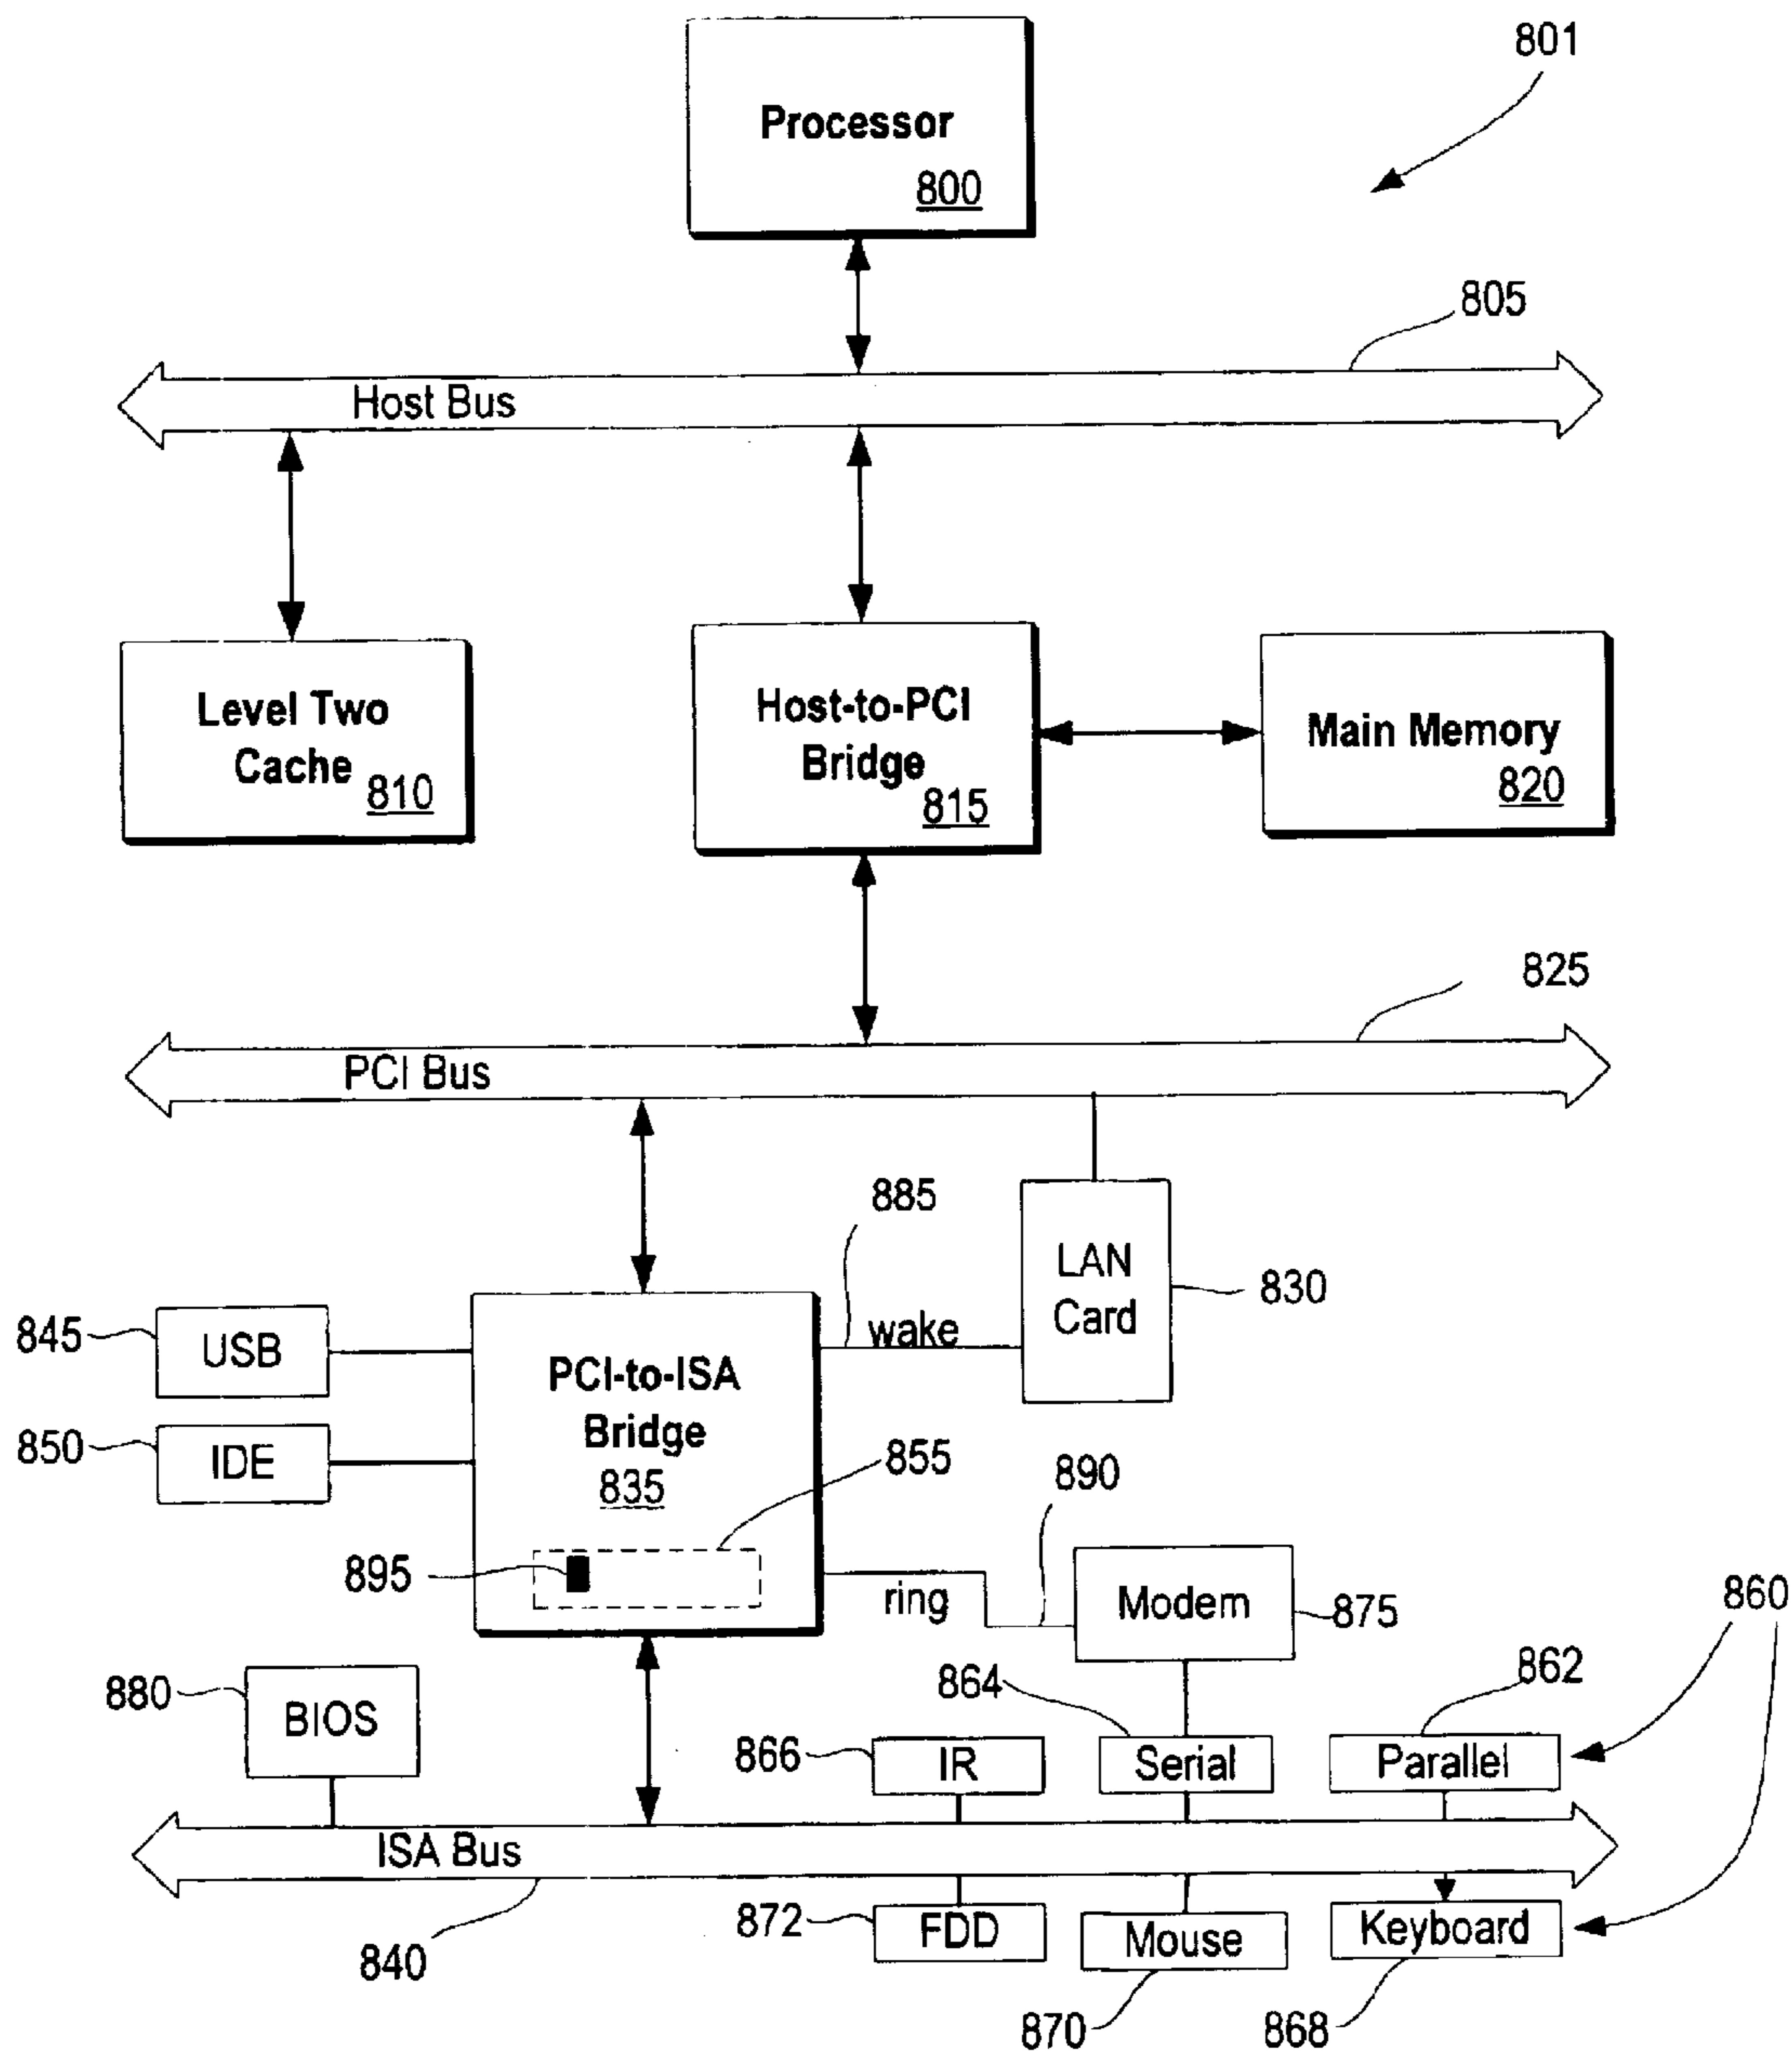 801
Processor
800
805
Host Bus
Level Two
Cache
810
Host-to-PCI
Bridge
815
Main Memory
820
825
PCI Bus
885
LAN
Card
830
wake
845
USB
PCI-to-ISA
Bridge
835
850
IDE
855
890
895
ring
Modem
875
860
880
BIOS
864
862
866
IR
Serial
Parallel
ISA Bus
840
872
FDD
Mouse
Keyboard
870
868